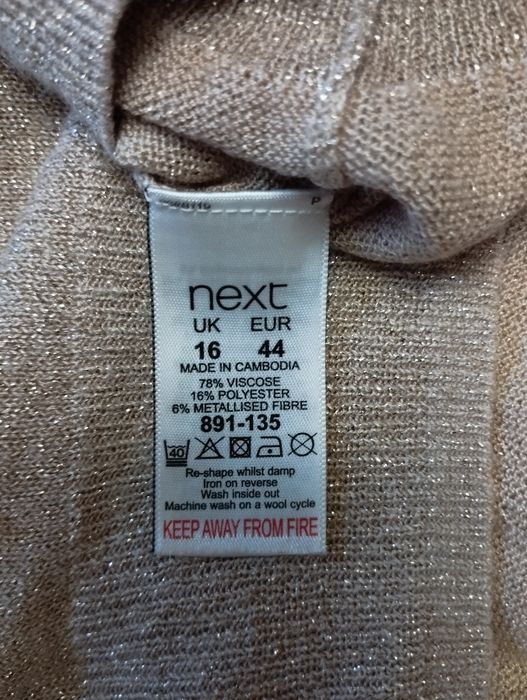 P
next
UK EUR
16 44
MADE IN CAMBODIA
78% VISCOSE
16% POLYESTER
6% METALLISED FIBRE
891-135
40
Re-shape whilst damp
Iron on reverse
Wash inside out
Machine wash on a wool cycle
KEEP AWAY FROM FIRE